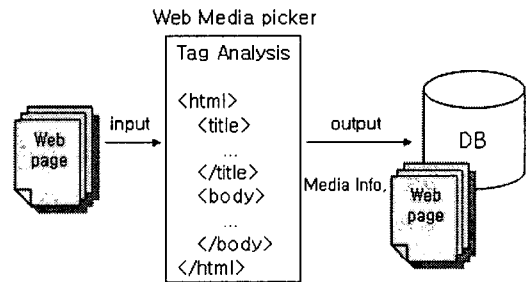 Web Media picker
Tag Analysis
<html>
<title>
...
</title>
<body>
...
</body>
</html>
Web
page
input
output
Media Info,
DB
Web
page